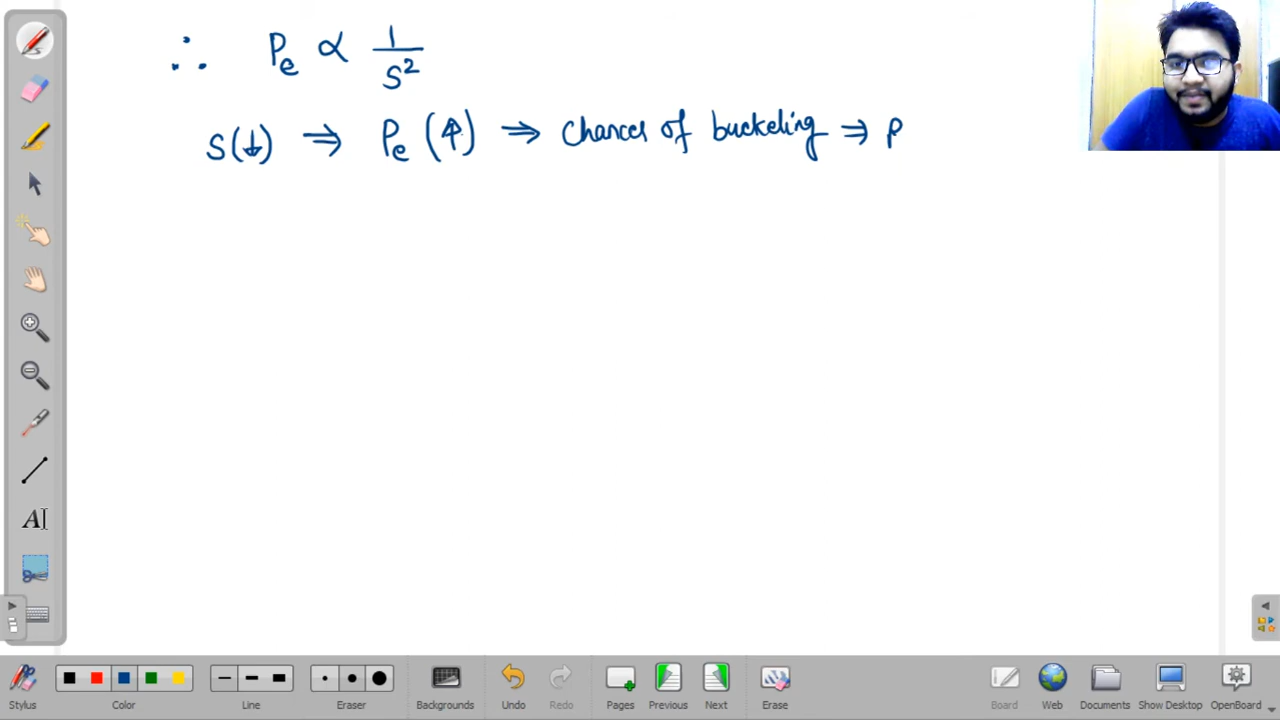 ∴ Pe ∝ 1/S²
S(↓) ⇒ Pe (↑) ⇒ Chances of buckeling ⇒ P
AI
Stylus
Color
Line
Eraser
Backgrounds
Undo
Redo
Pages
Previous
Next
Erase
Board
Web
Documents
Show Desktop
OpenBoard